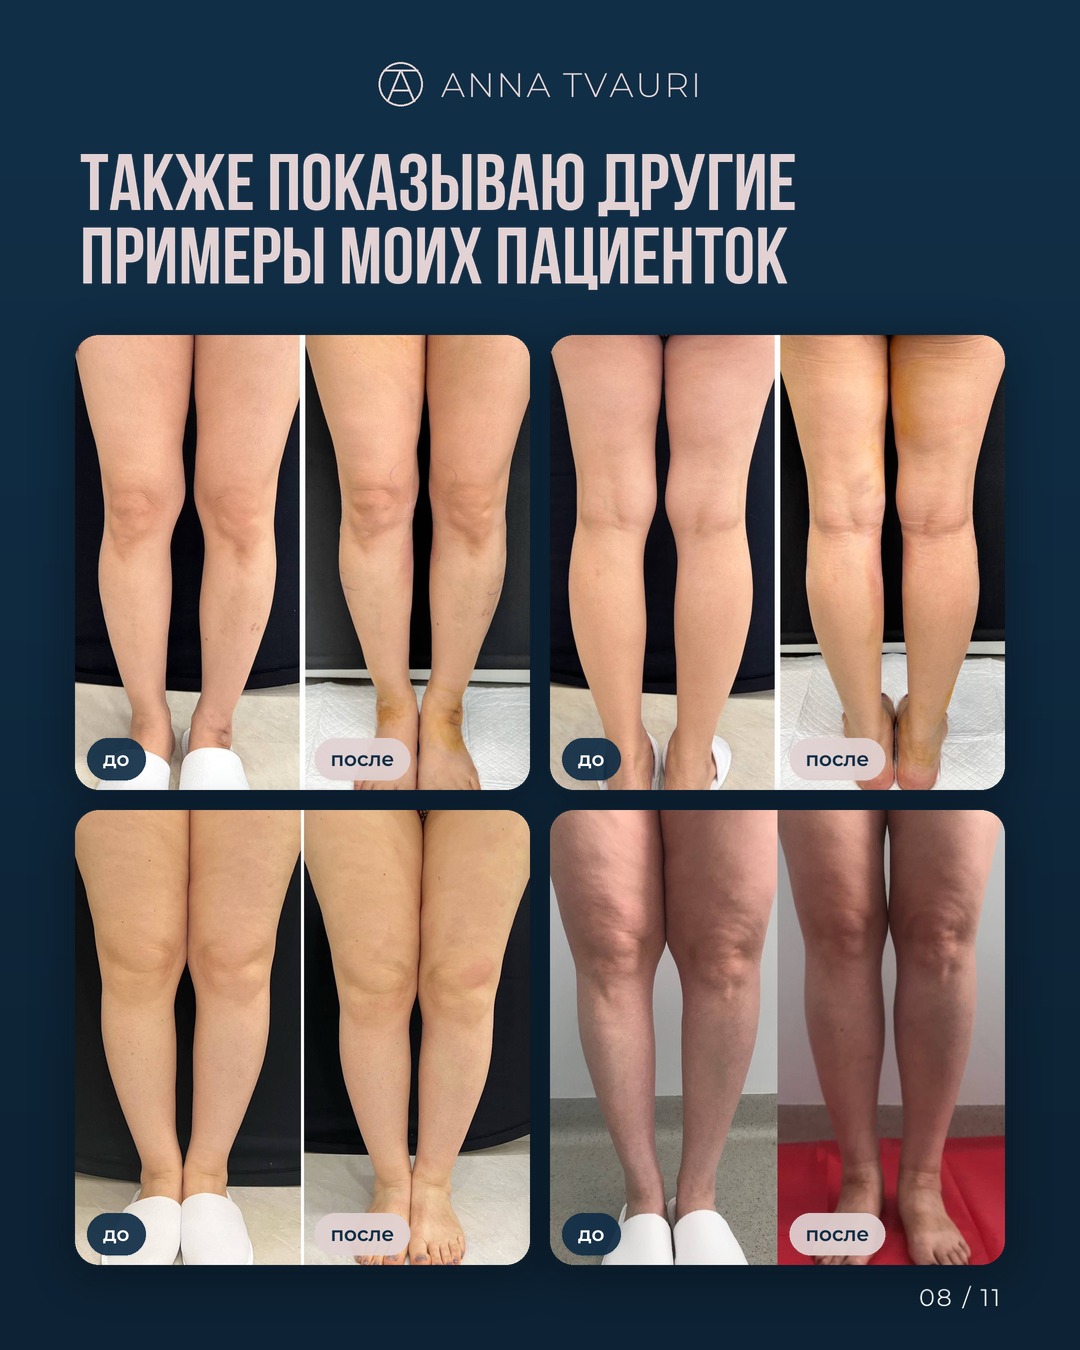 ANNA TVAURI
ТАКЖЕ ПОКАЗЫВАЮ ДРУГИЕ
ПРИМЕРЫ МОИХ ПАЦИЕНТОК
до
после
до
после
до
после
до
после
08 / 11